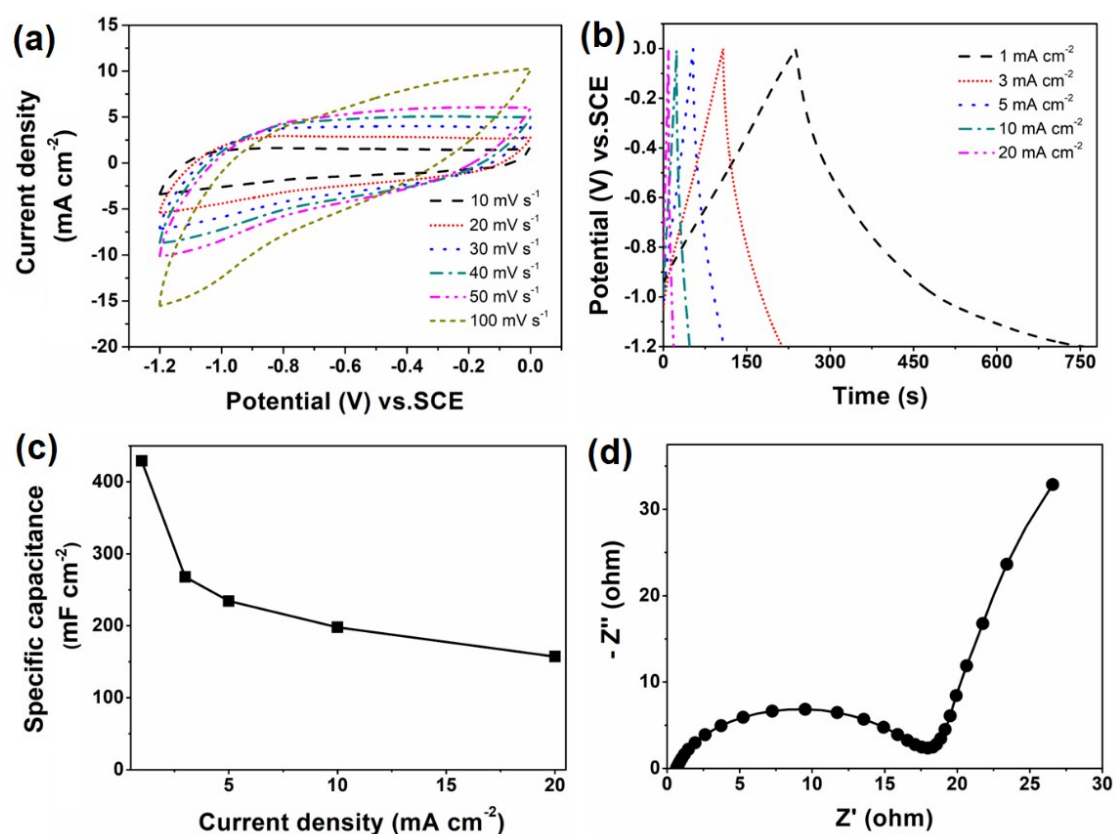 (a)
15
10
5
0
-5
-10
-15
-20
Current density
(mA cm⁻²)
10 mV s⁻¹
20 mV s⁻¹
30 mV s⁻¹
40 mV s⁻¹
50 mV s⁻¹
100 mV s⁻¹
-1.2 -1.0 -0.8 -0.6 -0.4 -0.2 0.0
Potential (V) vs.SCE
(b)
0.0
-0.2
-0.4
-0.6
-0.8
-1.0
-1.2
Potential (V) vs.SCE
1 mA cm⁻²
3 mA cm⁻²
5 mA cm⁻²
10 mA cm⁻²
20 mA cm⁻²
0 150 300 450 600 750
Time (s)
(c)
400
300
200
100
0
Specific capacitance
(mF cm⁻²)
5 10 15 20
Current density (mA cm⁻²)
(d)
30
20
10
0
- Z" (ohm)
0 5 10 15 20 25 30
Z' (ohm)